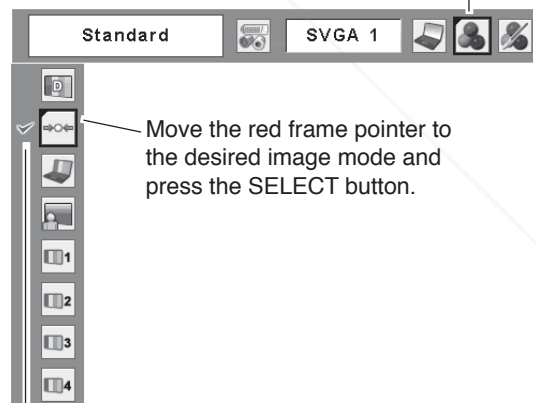 Standard
SVGA 1
D
Move the red frame pointer to
the desired image mode and
press the SELECT button.
1
2
3
4